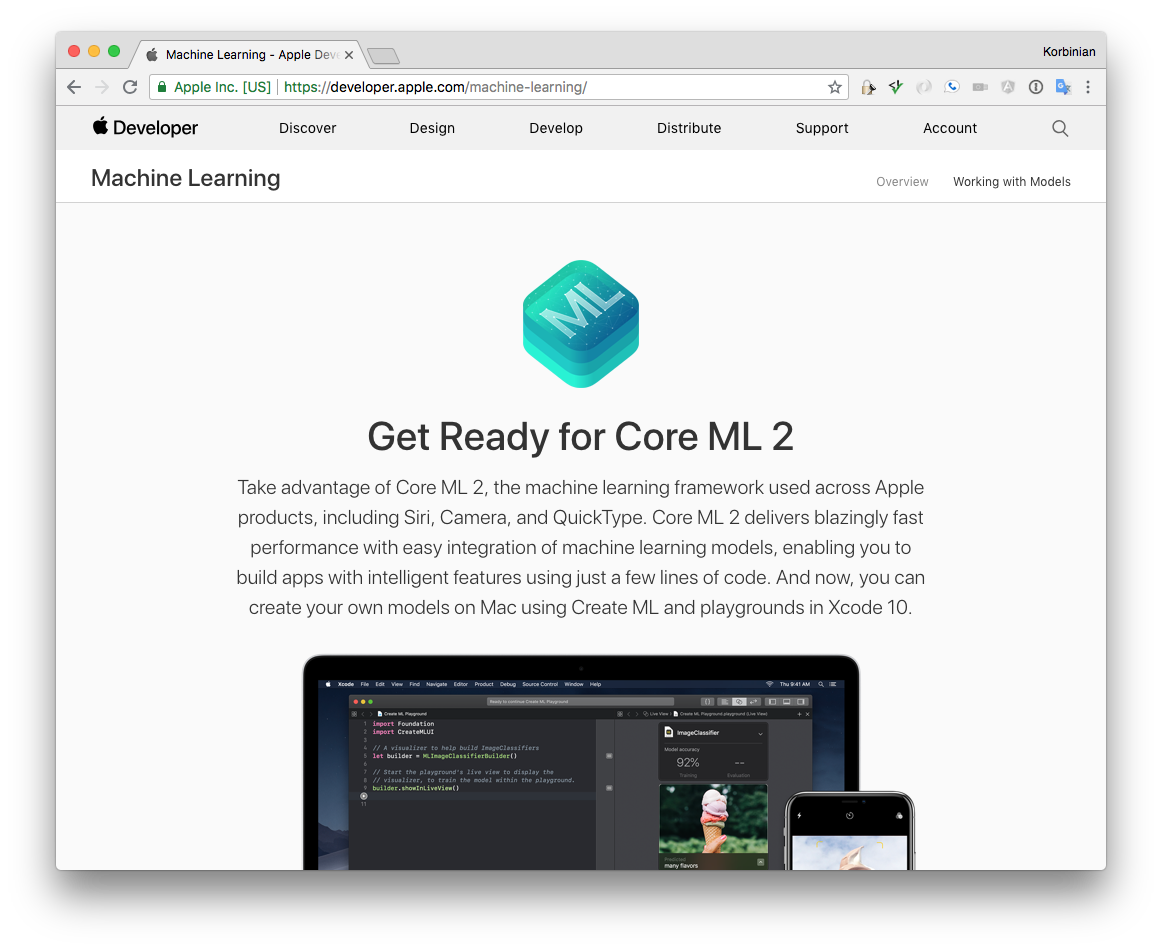 Machine Learning - Apple Deve
Korbinian
Apple Inc. [US] https://developer.apple.com/machine-learning/
Developer Discover Design Develop Distribute Support Account
Machine Learning
Overview Working with Models
ML
Get Ready for Core ML 2
Take advantage of Core ML 2, the machine learning framework used across Apple
products, including Siri, Camera, and QuickType. Core ML 2 delivers blazingly fast
performance with easy integration of machine learning models, enabling you to
build apps with intelligent features using just a few lines of code. And now, you can
create your own models on Mac using Create ML and playgrounds in Xcode 10.
Xcode File Edit View Find Navigate Editor Product Debug Source Control Window Help Thu 9:41 AM
Ready to continue Create ML Playground
Create ML Playground
Live View Create ML Playground.playground (Live View)
1 import Foundation
2 import CreateMLUI
3
4 // A visualizer to help build ImageClassifiers
5 let builder = MLImageClassifierBuilder()
6
7 // Start the playground's live view to display the
8 // visualizer, to train the model within the playground.
9 builder.showInLiveView()
11
ImageClassifier
Model accuracy
92% --
Training Evaluation
Predicted
many flavors